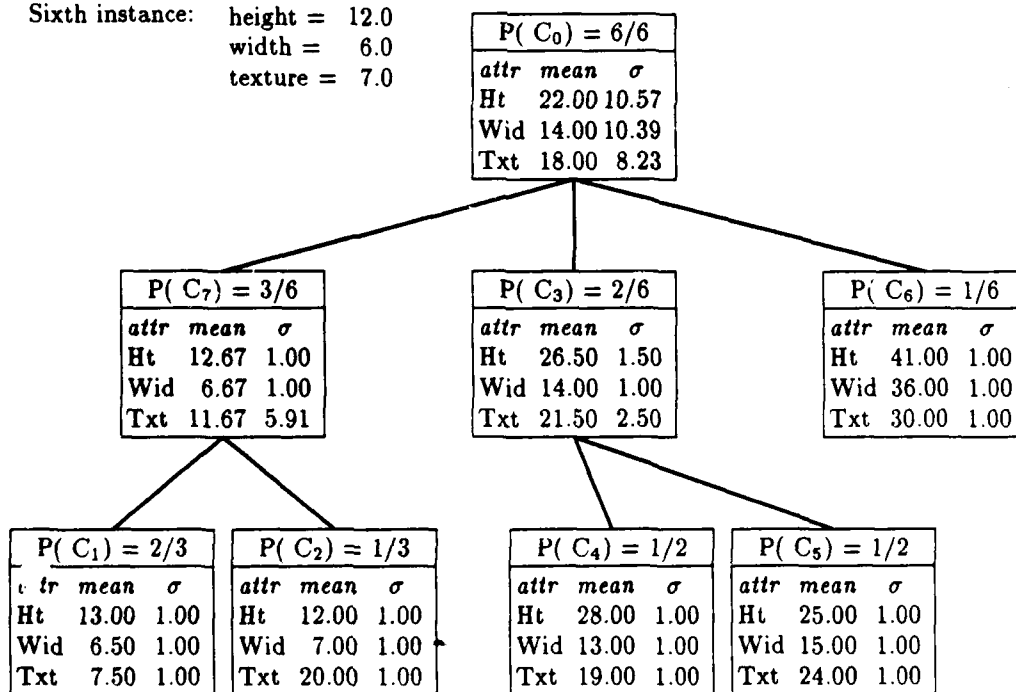 Sixth instance: height = 12.0
width = 6.0
texture = 7.0
P( C₀) = 6/6
attr mean σ
Ht 22.00 10.57
Wid 14.00 10.39
Txt 18.00 8.23
P( C₇) = 3/6
attr mean σ
Ht 12.67 1.00
Wid 6.67 1.00
Txt 11.67 5.91
P( C₃) = 2/6
attr mean σ
Ht 26.50 1.50
Wid 14.00 1.00
Txt 21.50 2.50
P( C₆) = 1/6
attr mean σ
Ht 41.00 1.00
Wid 36.00 1.00
Txt 30.00 1.00
P( C₁) = 2/3
tr mean σ
Ht 13.00 1.00
Wid 6.50 1.00
Txt 7.50 1.00
P( C₂) = 1/3
attr mean σ
Ht 12.00 1.00
Wid 7.00 1.00
Txt 20.00 1.00
P( C₄) = 1/2
attr mean σ
Ht 28.00 1.00
Wid 13.00 1.00
Txt 19.00 1.00
P( C₅) = 1/2
attr mean σ
Ht 25.00 1.00
Wid 15.00 1.00
Txt 24.00 1.00